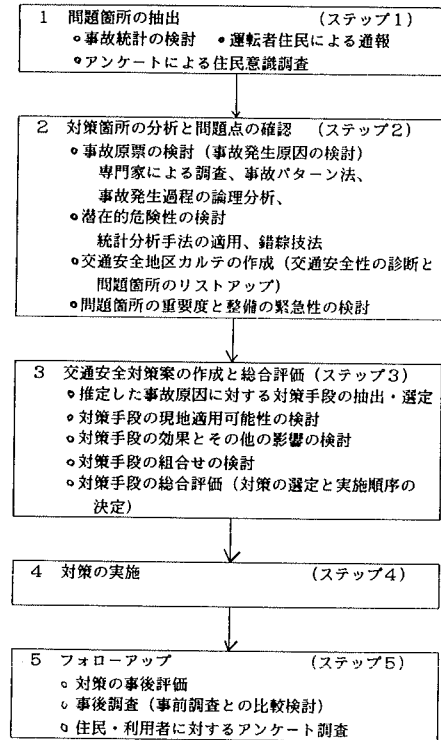 1 問題箇所の抽出 (ステップ1)
●事故統計の検討 ●運転者住民による通報
●アンケートによる住民意識調査
2 対策箇所の分析と問題点の確認 (ステップ2)
●事故原票の検討(事故発生原因の検討)
専門家による調査、事故パターン法、
事故発生過程の論理分析、
●潜在的危険性の検討
統計分析手法の適用、錯綜技法
●交通安全地区カルテの作成(交通安全性の診断と
問題箇所のリストアップ)
●問題箇所の重要度と整備の緊急性の検討
3 交通安全対策案の作成と総合評価(ステップ3)
●推定した事故原因に対する対策手段の抽出・選定
●対策手段の現地適用可能性の検討
●対策手段の効果とその他の影響の検討
●対策手段の組合せの検討
●対策手段の総合評価(対策の選定と実施順序の
決定)
4 対策の実施 (ステップ4)
5 フォローアップ (ステップ5)
○ 対策の事後評価
○ 事後調査(事前調査との比較検討)
○ 住民・利用者に対するアンケート調査